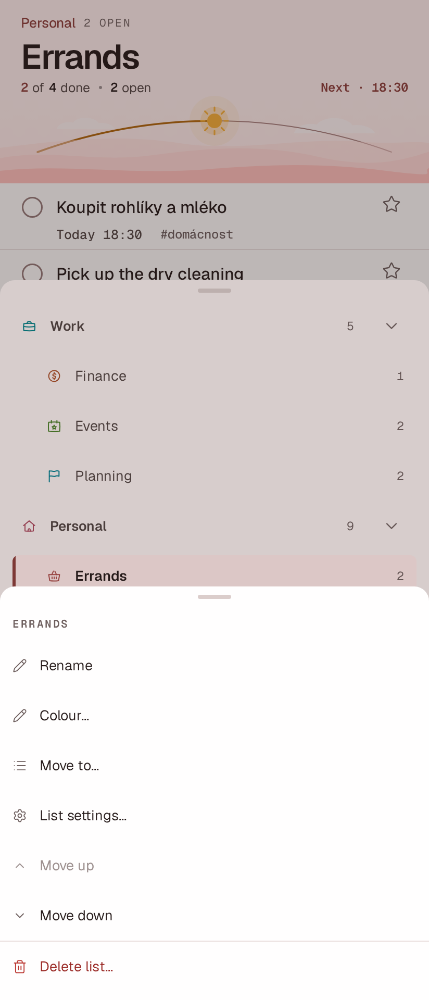 Personal 2 OPEN
Errands
2 of 4 done • 2 open Next · 18:30
Koupit rohlíky a mléko
Today 18:30 #domácnost
Pick up the dry cleaning
Work 5
Finance 1
Events 2
Planning 2
Personal 9
Errands 2
ERRANDS
Rename
Colour…
Move to…
List settings…
Move up
Move down
Delete list…